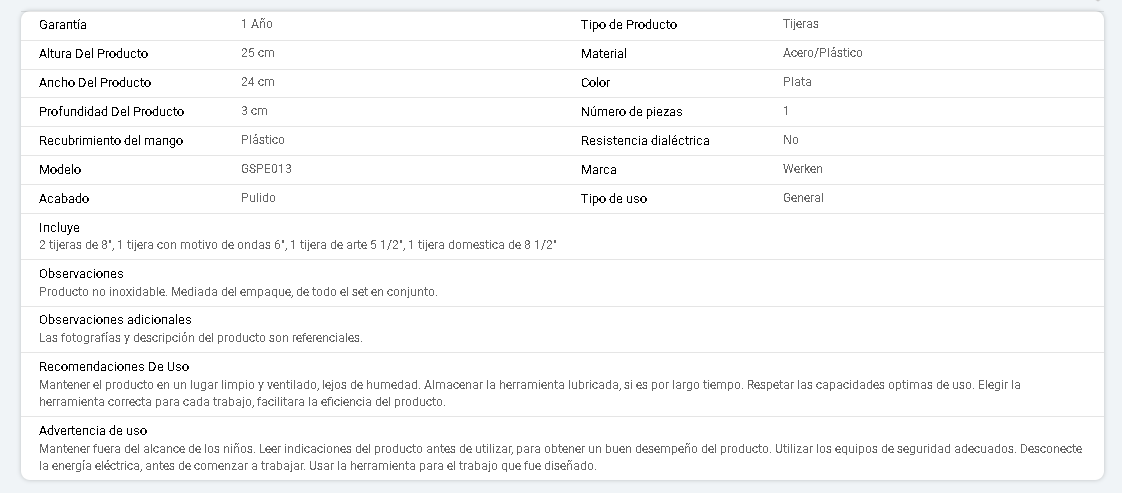 Garantía 1 Año Tipo de Producto Tijeras
Altura Del Producto 25 cm Material Acero/Plástico
Ancho Del Producto 24 cm Color Plata
Profundidad Del Producto 3 cm Número de piezas 1
Recubrimiento del mango Plástico Resistencia dialéctrica No
Modelo GSPE013 Marca Werken
Acabado Pulido Tipo de uso General
Incluye
2 tijeras de 8", 1 tijera con motivo de ondas 6", 1 tijera de arte 5 1/2", 1 tijera domestica de 8 1/2"
Observaciones
Producto no inoxidable. Mediada del empaque, de todo el set en conjunto.
Observaciones adicionales
Las fotografías y descripción del producto son referenciales.
Recomendaciones De Uso
Mantener el producto en un lugar limpio y ventilado, lejos de humedad. Almacenar la herramienta lubricada, si es por largo tiempo. Respetar las capacidades optimas de uso. Elegir la
herramienta correcta para cada trabajo, facilitara la eficiencia del producto.
Advertencia de uso
Mantener fuera del alcance de los niños. Leer indicaciones del producto antes de utilizar, para obtener un buen desempeño del producto. Utilizar los equipos de seguridad adecuados. Desconecte
la energía eléctrica, antes de comenzar a trabajar. Usar la herramienta para el trabajo que fue diseñado.